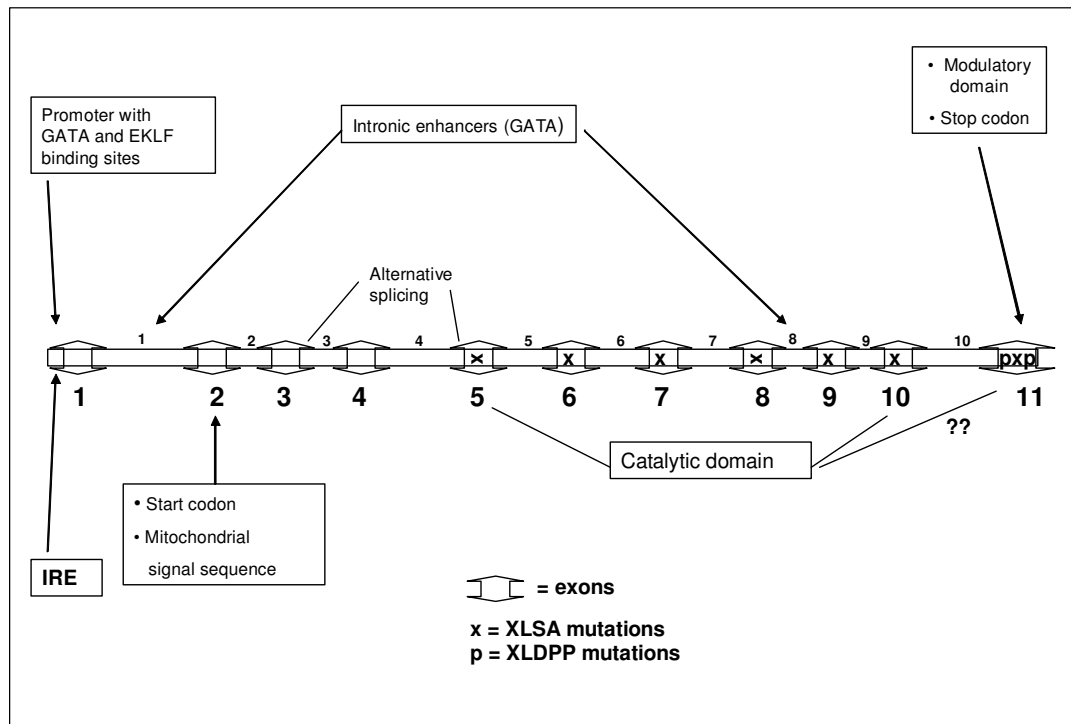 • Modulatory
domain
• Stop codon
Promoter with
GATA and EKLF
binding sites
Intronic enhancers (GATA)
Alternative
splicing
1 2 3 4 5 6 7 8 9 10
x x x x x x pxp
1 2 3 4 5 6 7 8 9 10 11
??
Catalytic domain
• Start codon
• Mitochondrial
signal sequence
IRE
= exons
x = XLSA mutations
p = XLDPP mutations